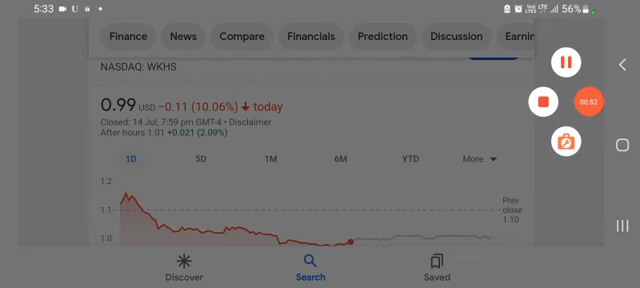 5:33
VoI LTE LTE1 56%
Finance News Compare Financials Prediction Discussion
NASDAQ: WKHS
0.99 USD −0.11 (10.06%) today
Closed: 14 Jul, 7:59 pm GMT-4 • Disclaimer
After hours 1.01 +0.021 (2.09%)
1D 5D 1M 6M YTD More
1.2
1.1
1.0
Prev
close
1.10
00:52
Discover Search Saved